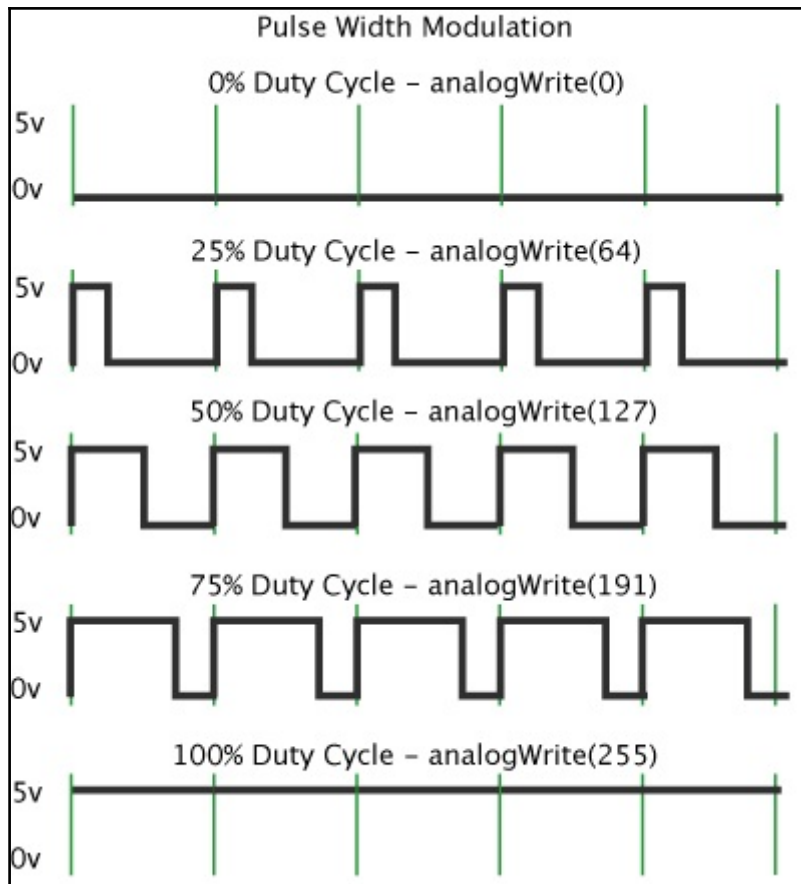 Pulse Width Modulation
0% Duty Cycle – analogWrite(0)
5v
0v
25% Duty Cycle – analogWrite(64)
5v
0v
50% Duty Cycle – analogWrite(127)
5v
0v
75% Duty Cycle – analogWrite(191)
5v
0v
100% Duty Cycle – analogWrite(255)
5v
0v